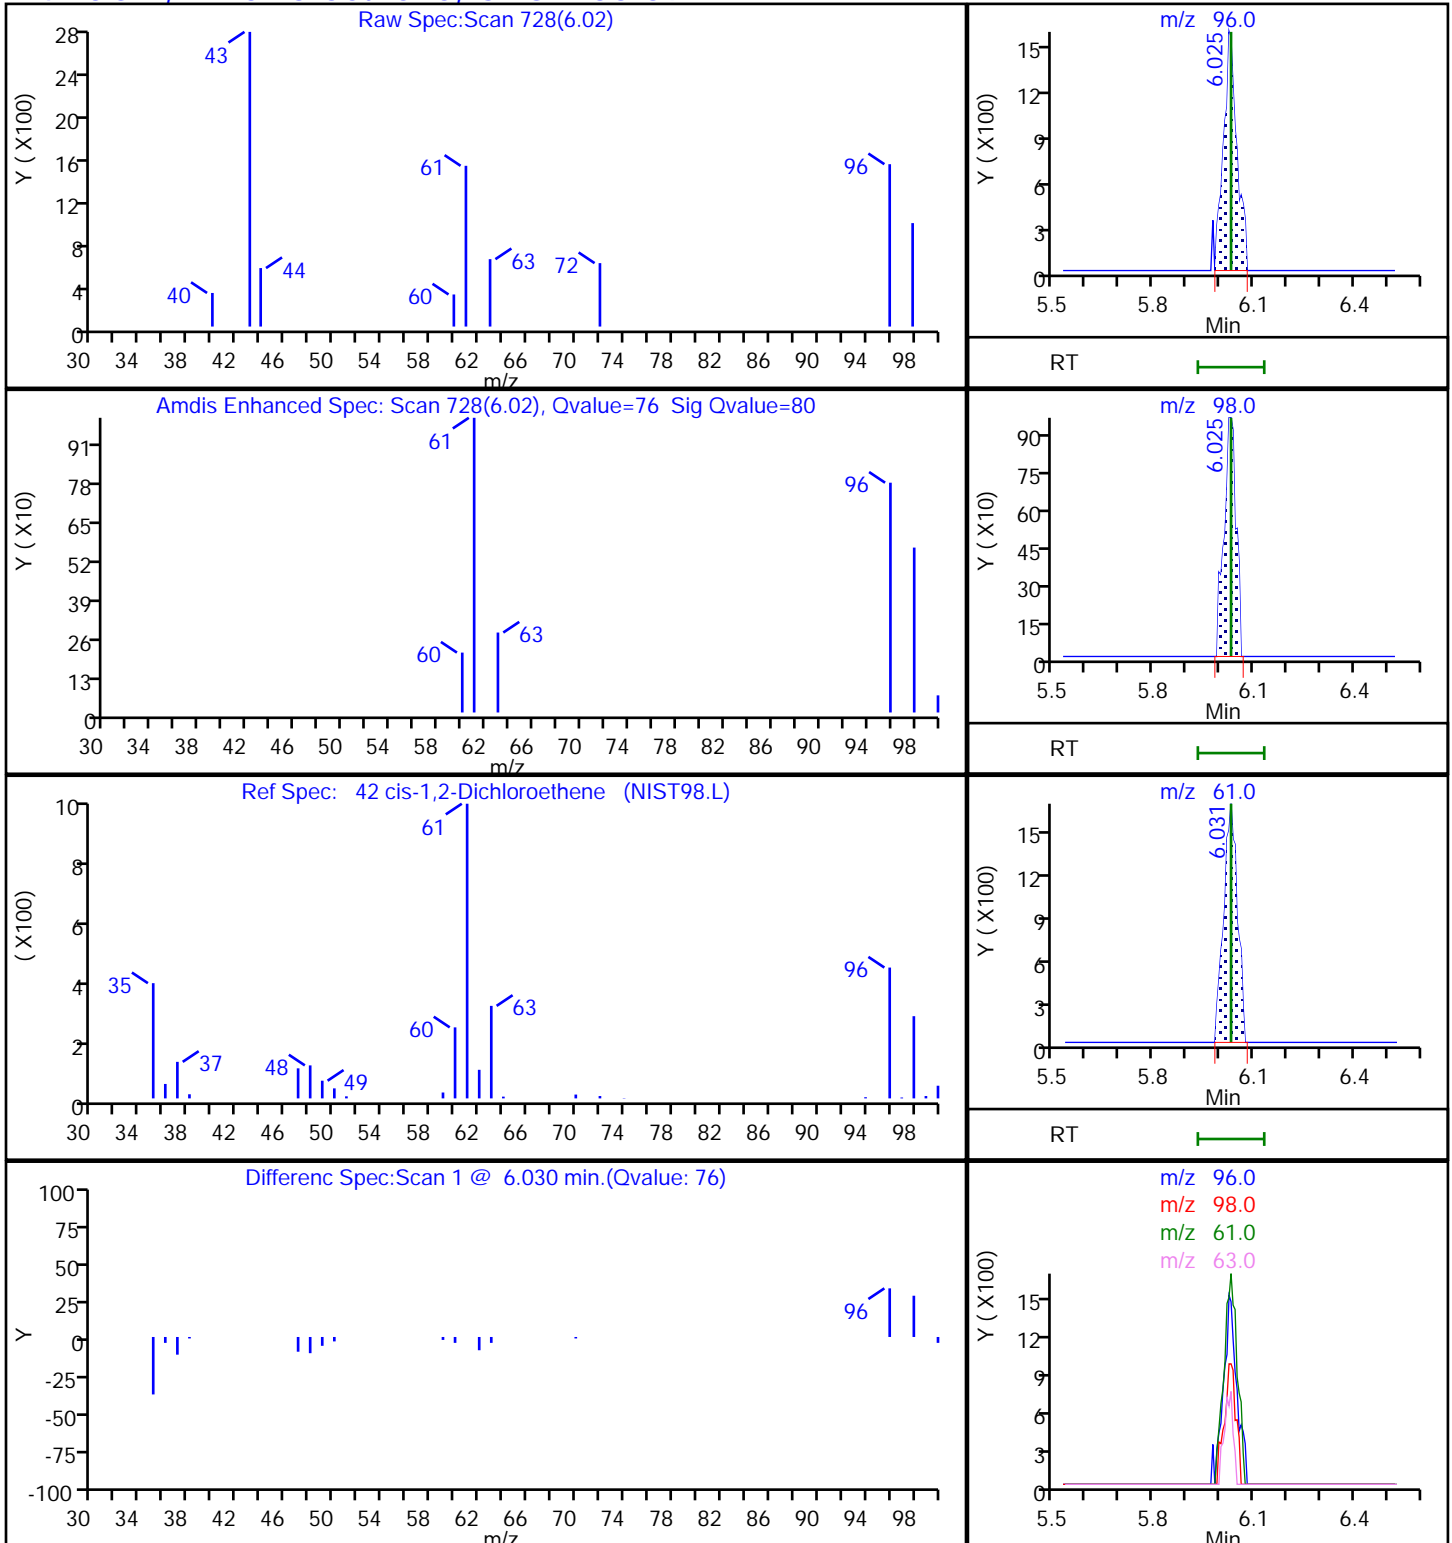 Raw Spec:Scan 728(6.02)
Y ( X100)
28
24
20
16
12
8
4
0
43
40
44
61
60
63
72
96
30 34 38 42 46 50 54 58 62 66 70 74 78 82 86 90 94 98
m/z
m/z 96.0
Y ( X100)
15
12
9
6
3
0
6.025
5.5 5.8 6.1 6.4
Min
RT
Amdis Enhanced Spec: Scan 728(6.02), Qvalue=76 Sig Qvalue=80
Y ( X10)
91
78
65
52
39
26
13
0
61
60
63
96
30 34 38 42 46 50 54 58 62 66 70 74 78 82 86 90 94 98
m/z
m/z 98.0
Y ( X10)
90
75
60
45
30
15
0
6.025
5.5 5.8 6.1 6.4
Min
RT
Ref Spec: 42 cis-1,2-Dichloroethene (NIST98.L)
( X100)
10
8
6
4
2
0
35
37
48
49
61
60
63
96
30 34 38 42 46 50 54 58 62 66 70 74 78 82 86 90 94 98
m/z 61.0
Y ( X100)
15
12
9
6
3
0
6.031
5.5 5.8 6.1 6.4
Min
RT
Differenc Spec:Scan 1 @ 6.030 min.(Qvalue: 76)
Y
100
75
50
25
0
-25
-50
-75
-100
96
30 34 38 42 46 50 54 58 62 66 70 74 78 82 86 90 94 98
m/z
m/z 96.0
m/z 98.0
m/z 61.0
m/z 63.0
Y ( X100)
15
12
9
6
3
0
5.5 5.8 6.1 6.4
Min